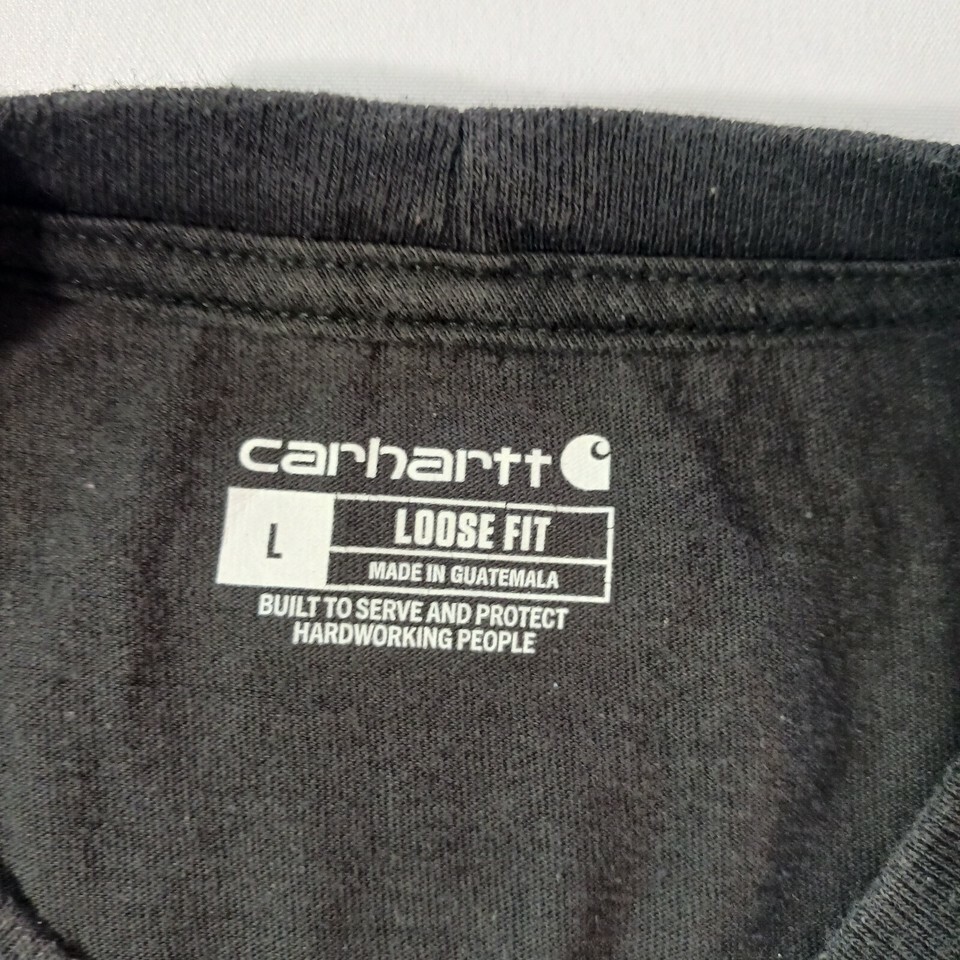 carhartt
L
LOOSE FIT
MADE IN GUATEMALA
BUILT TO SERVE AND PROTECT
HARDWORKING PEOPLE